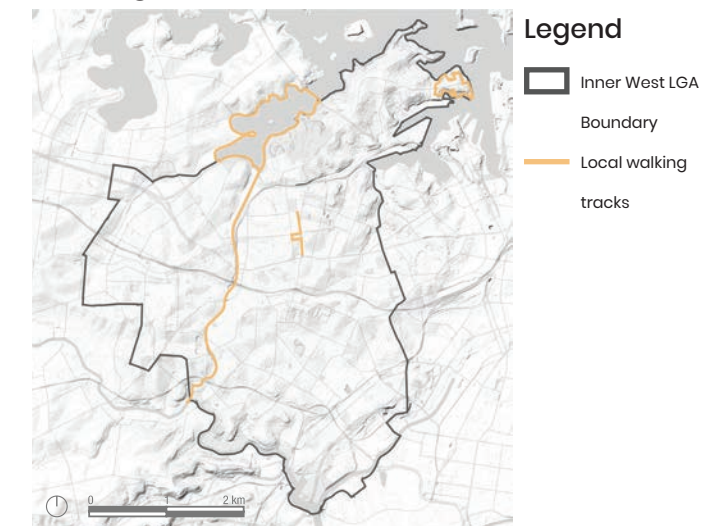 Legend
Inner West LGA
Boundary
Local walking
tracks
0 1 2 km